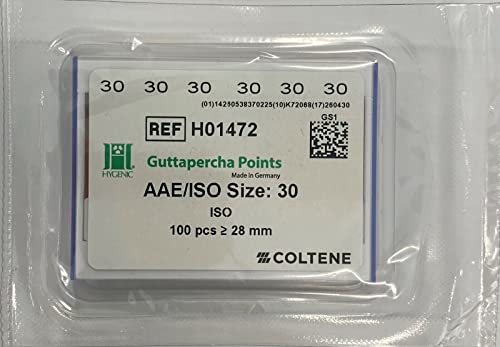 30 30 30 30 30 30
(01)14250538370225(10)K72068(17)260430
GS1
REF H01472
HYGENIC
Guttapercha Points
Made in Germany
AAE/ISO Size: 30
ISO
100 pcs ≥ 28 mm
COLTENE